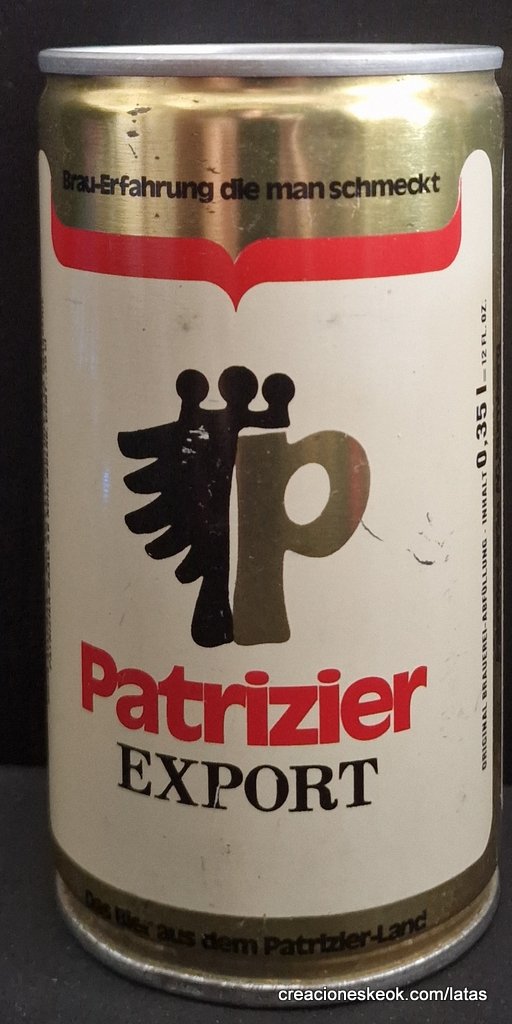 Brau-Erfahrung die man schmeckt
P
Patrizier
EXPORT
Das Bier aus dem Patrizier-Land
ORIGINAL BRAUEREI-ABFÜLLUNG · INHALT 0,35 l – 12 FL. OZ.
creacioneskeok.com/latas